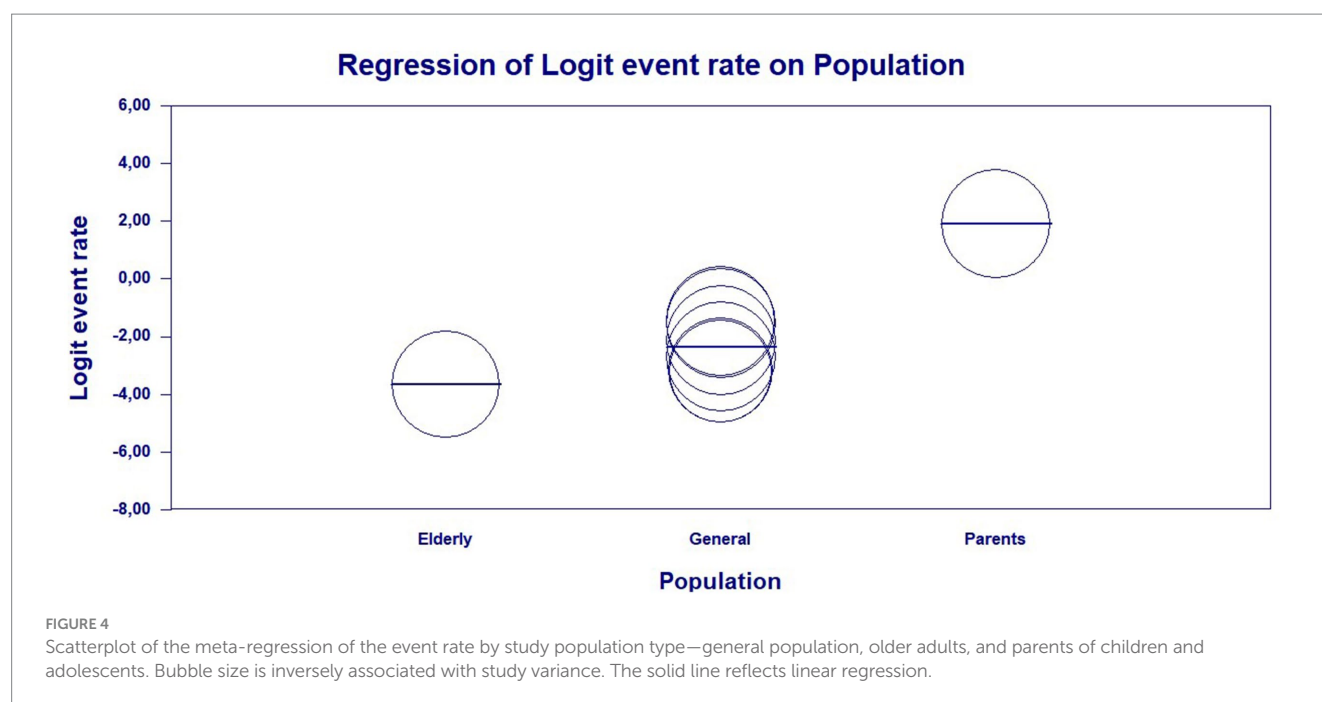 Regression of Logit event rate on Population
6,00
4,00
2,00
0,00
-2,00
-4,00
-6,00
-8,00
Logit event rate
Elderly
General
Parents
Population
FIGURE 4
Scatterplot of the meta-regression of the event rate by study population type—general population, older adults, and parents of children and
adolescents. Bubble size is inversely associated with study variance. The solid line reflects linear regression.